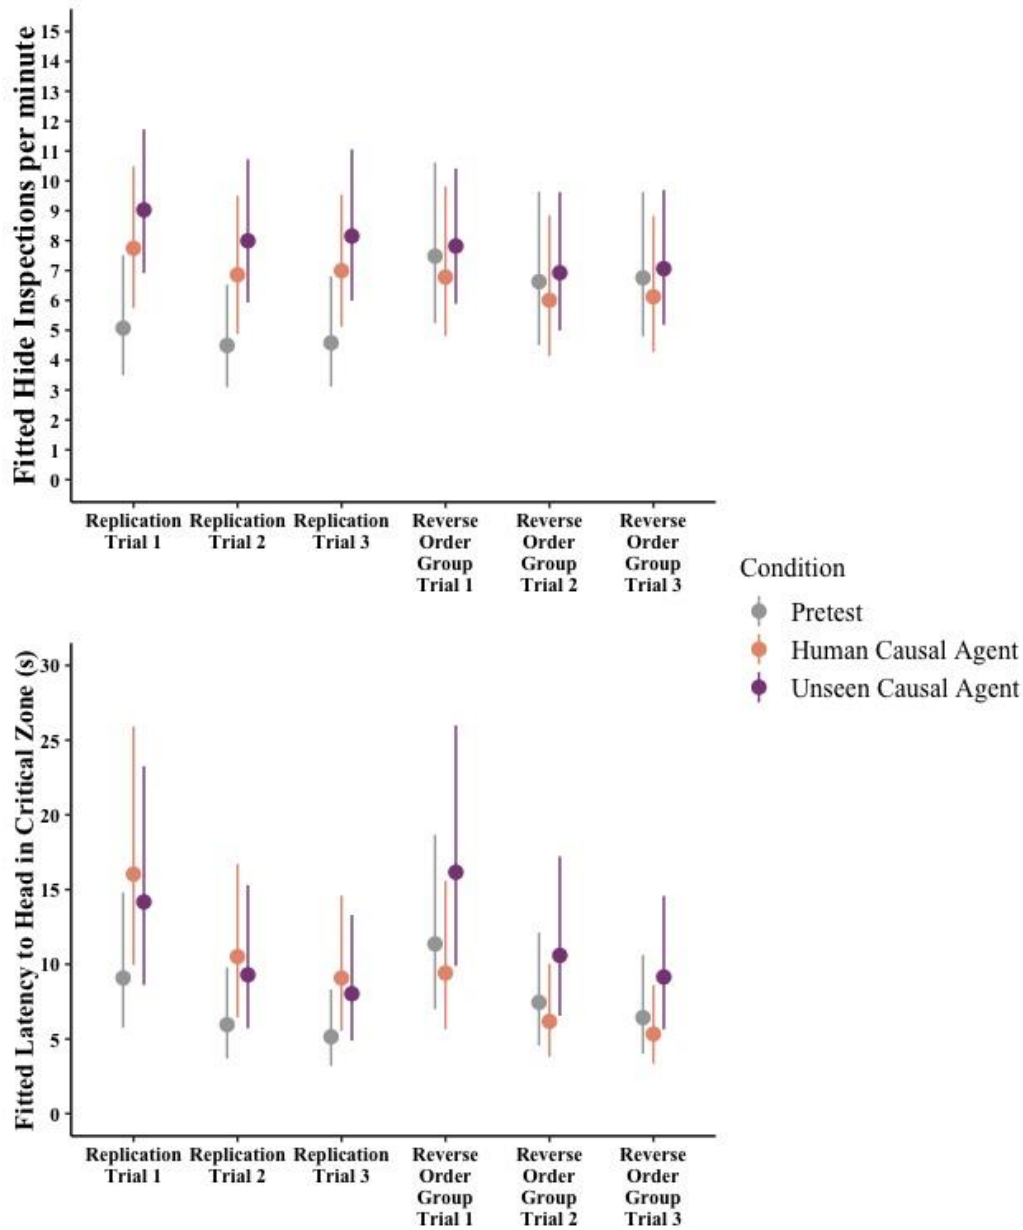 Fitted Hide Inspections per minute
15
14
13
12
11
10
9
8
7
6
5
4
3
2
1
0
Replication Replication Replication Reverse Reverse Reverse
Trial 1 Trial 2 Trial 3 Order Order Order
Group Group Group
Trial 1 Trial 2 Trial 3
Condition
Pretest
Human Causal Agent
Unseen Causal Agent
Fitted Latency to Head in Critical Zone (s)
30
25
20
15
10
5
0
Replication Replication Replication Reverse Reverse Reverse
Trial 1 Trial 2 Trial 3 Order Order Order
Group Group Group
Trial 1 Trial 2 Trial 3